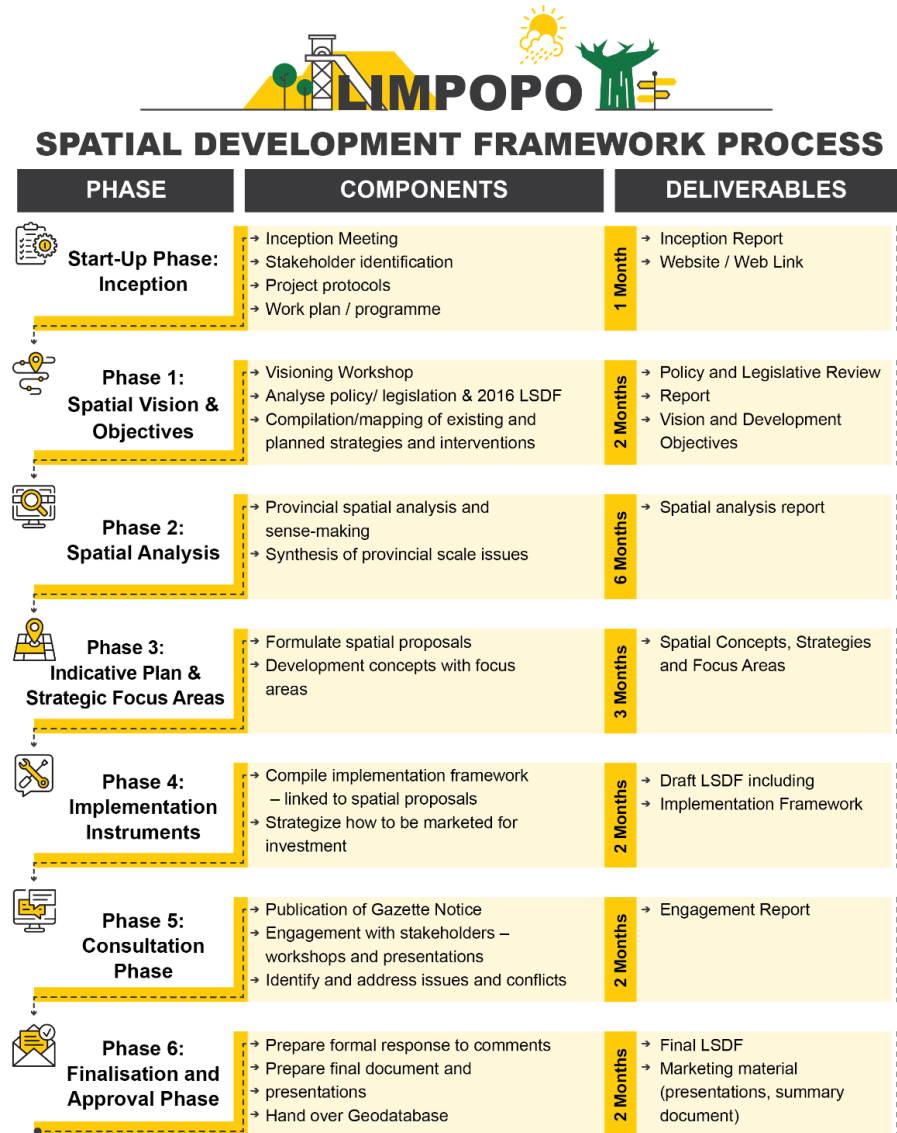 LIMPOPO
SPATIAL DEVELOPMENT FRAMEWORK PROCESS
PHASE
COMPONENTS
DELIVERABLES
Start-Up Phase:
Inception
→ Inception Meeting
→ Stakeholder identification
→ Project protocols
→ Work plan / programme
1 Month
→ Inception Report
→ Website / Web Link
Phase 1:
Spatial Vision &
Objectives
→ Visioning Workshop
→ Analyse policy/ legislation & 2016 LSDF
→ Compilation/mapping of existing and
planned strategies and interventions
2 Months
→ Policy and Legislative Review
→ Report
→ Vision and Development
Objectives
Phase 2:
Spatial Analysis
→ Provincial spatial analysis and
sense-making
→ Synthesis of provincial scale issues
6 Months
→ Spatial analysis report
Phase 3:
Indicative Plan &
Strategic Focus Areas
→ Formulate spatial proposals
→ Development concepts with focus
areas
3 Months
→ Spatial Concepts, Strategies
and Focus Areas
Phase 4:
Implementation
Instruments
→ Compile implementation framework
– linked to spatial proposals
→ Strategize how to be marketed for
investment
2 Months
→ Draft LSDF including
→ Implementation Framework
Phase 5:
Consultation
Phase
→ Publication of Gazette Notice
→ Engagement with stakeholders –
workshops and presentations
→ Identify and address issues and conflicts
2 Months
→ Engagement Report
Phase 6:
Finalisation and
Approval Phase
→ Prepare formal response to comments
→ Prepare final document and
→ presentations
→ Hand over Geodatabase
2 Months
→ Final LSDF
→ Marketing material
(presentations, summary
document)